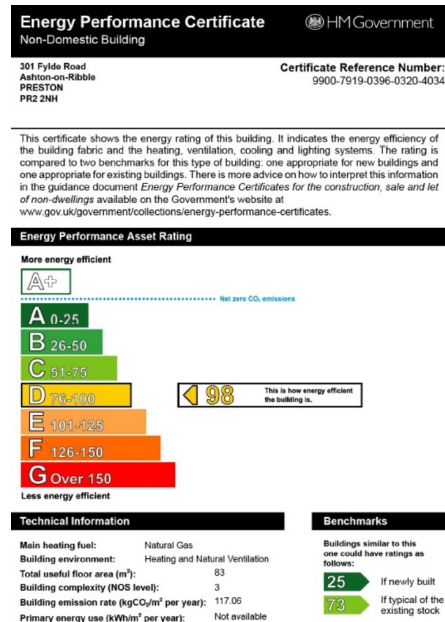 Energy Performance Certificate
HM Government
Non-Domestic Building
301 Fylde Road
Ashton-on-Ribble
PRESTON
PR2 2NH
Certificate Reference Number:
9900-7919-0396-0320-4034
This certificate shows the energy rating of this building. It indicates the energy efficiency of
the building fabric and the heating, ventilation, cooling and lighting systems. The rating is
compared to two benchmarks for this type of building: one appropriate for new buildings and
one appropriate for existing buildings. There is more advice on how to interpret this information
in the guidance document Energy Performance Certificates for the construction, sale and let
of non-dwellings available on the Government's website at
www.gov.uk/government/collections/energy-performance-certificates.
Energy Performance Asset Rating
More energy efficient
A+
Net zero CO₂ emissions
A 0-25
B 26-50
C 51-75
D 76-100
98
This is how energy efficient
the building is.
E 101-125
F 126-150
G Over 150
Less energy efficient
Technical Information
Main heating fuel: Natural Gas
Building environment: Heating and Natural Ventilation
Total useful floor area (m²): 83
Building complexity (NOS level): 3
Building emission rate (kgCO₂/m² per year): 117.06
Primary energy use (kWh/m² per year): Not available
Benchmarks
Buildings similar to this
one could have ratings as
follows:
25 If newly built
73 If typical of the
existing stock